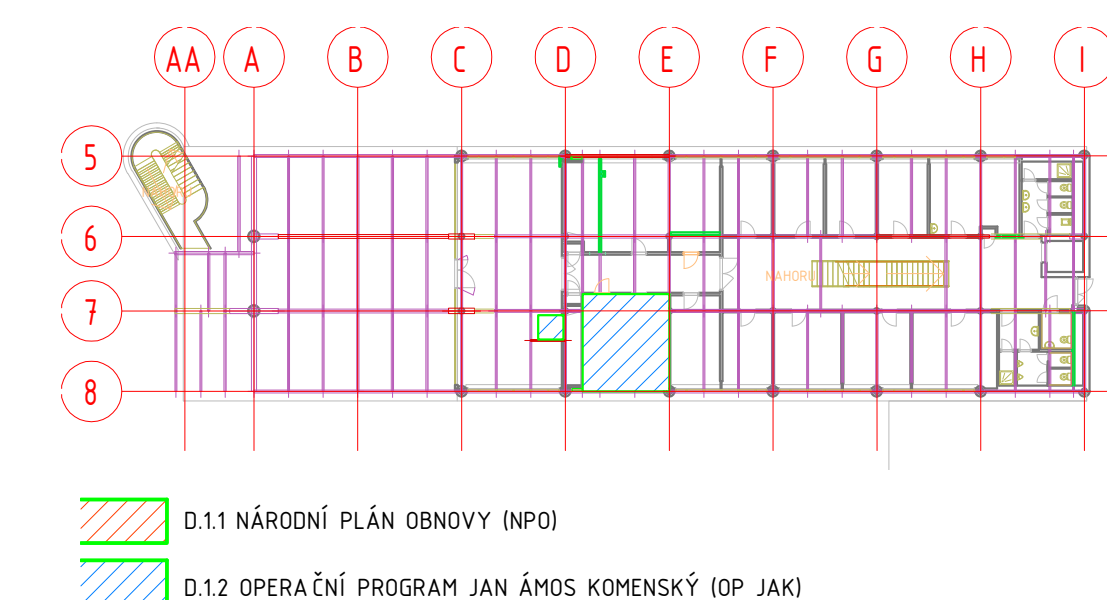 AA A B C D E F G H I
5
6
7
8
NAHORU
NAHORU
D.1.1 NÁRODNÍ PLÁN OBNOVY (NPO)
D.1.2 OPERAČNÍ PROGRAM JAN ÁMOS KOMENSKÝ (OP JAK)